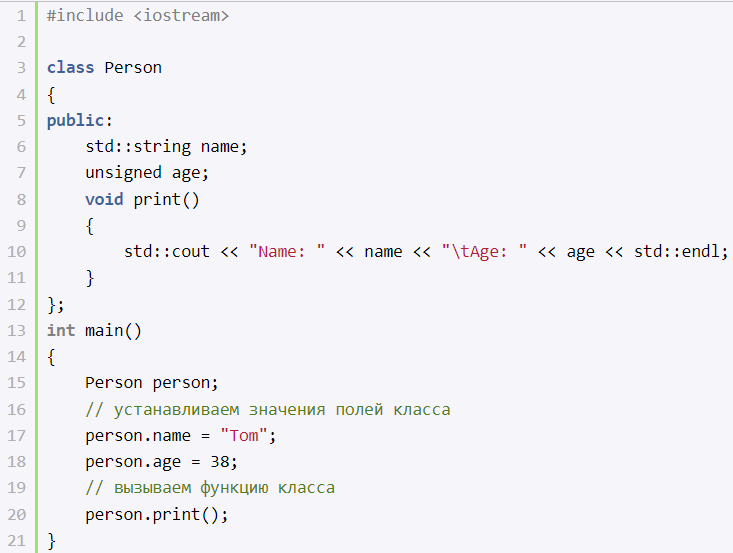 1 #include <iostream>
2
3 class Person
4 {
5 public:
6     std::string name;
7     unsigned age;
8     void print()
9     {
10         std::cout << "Name: " << name << "\tAge: " << age << std::endl;
11     }
12 };
13 int main()
14 {
15     Person person;
16     // устанавливаем значения полей класса
17     person.name = "Tom";
18     person.age = 38;
19     // вызываем функцию класса
20     person.print();
21 }